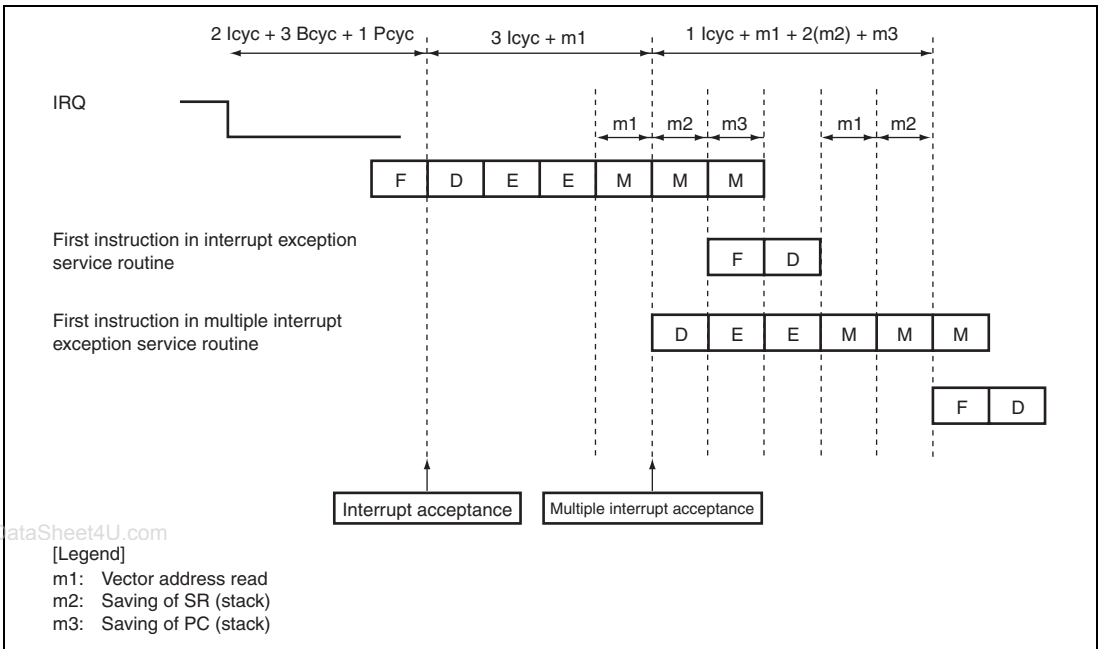 2 Icyc + 3 Bcyc + 1 Pcyc 3 Icyc + m1 1 Icyc + m1 + 2(m2) + m3
IRQ
m1 m2 m3 m1 m2
F D E E M M M
First instruction in interrupt exception
service routine
F D
First instruction in multiple interrupt
exception service routine
D E E M M M
F D
Interrupt acceptance Multiple interrupt acceptance
ataSheet4U.com
[Legend]
m1: Vector address read
m2: Saving of SR (stack)
m3: Saving of PC (stack)